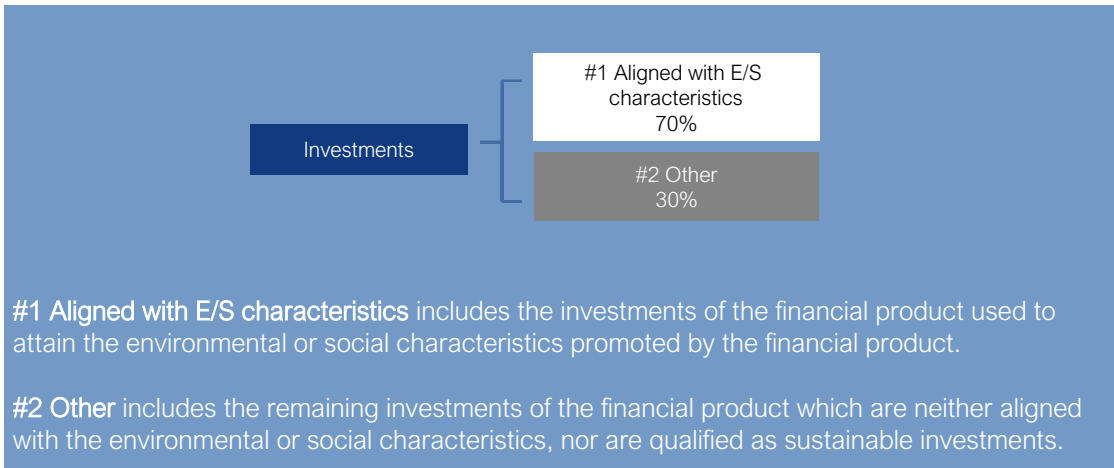 #1 Aligned with E/S
characteristics
70%
Investments
#2 Other
30%
#1 Aligned with E/S characteristics includes the investments of the financial product used to
attain the environmental or social characteristics promoted by the financial product.
#2 Other includes the remaining investments of the financial product which are neither aligned
with the environmental or social characteristics, nor are qualified as sustainable investments.